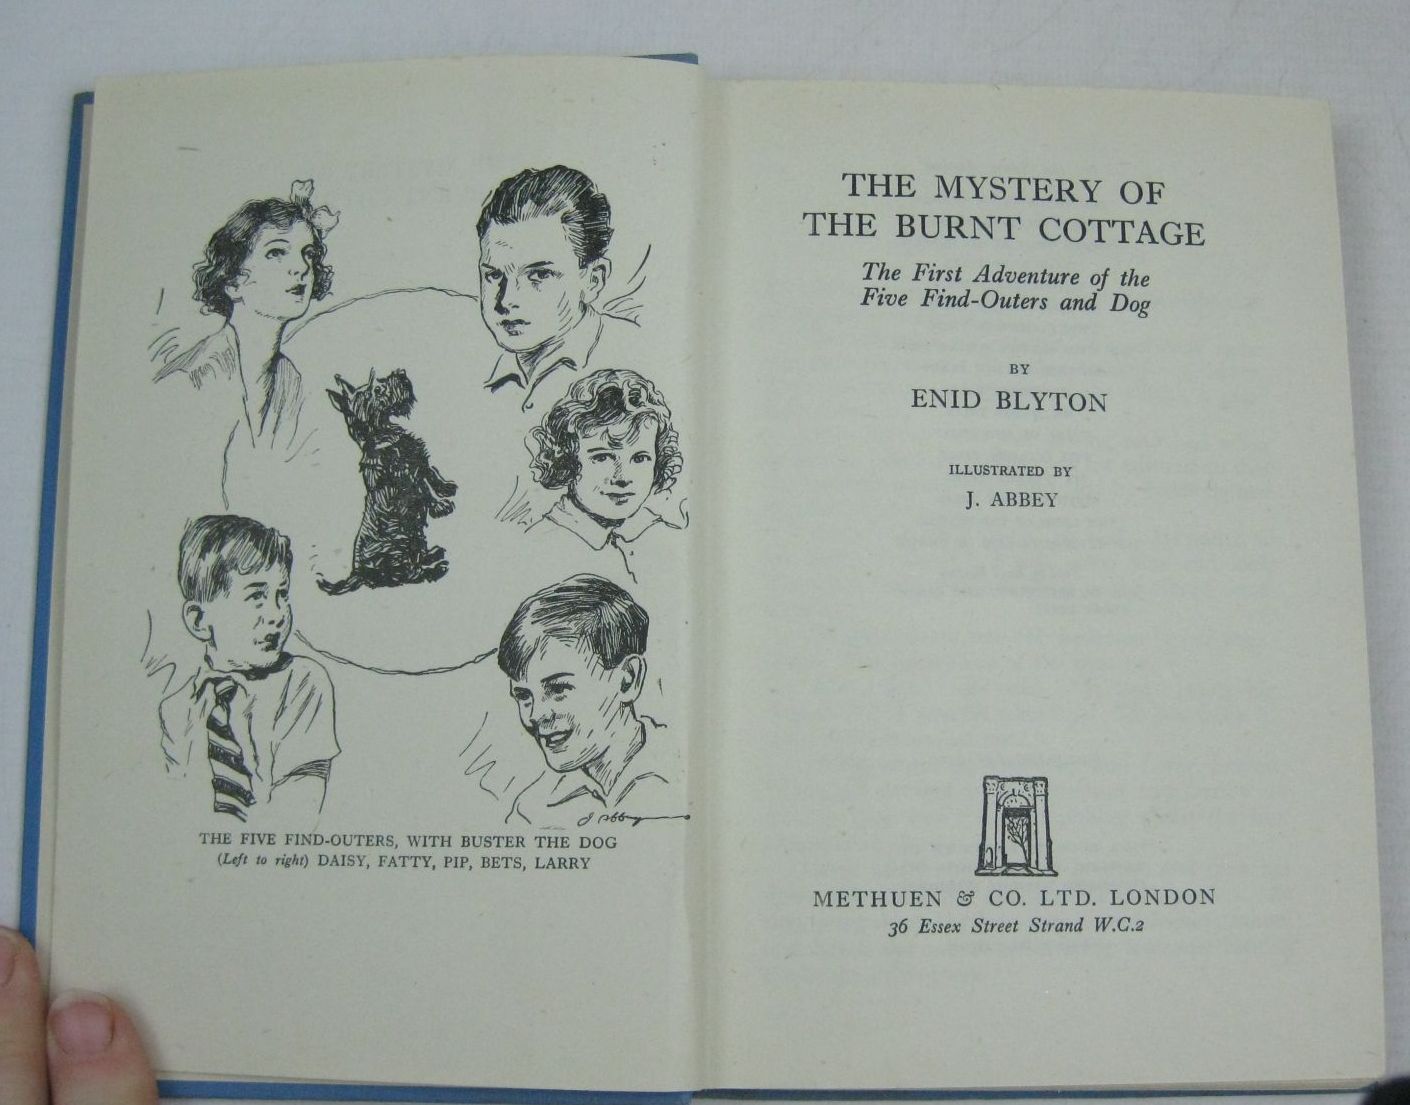 J Abbey
THE FIVE FIND-OUTERS, WITH BUSTER THE DOG
(Left to right) DAISY, FATTY, PIP, BETS, LARRY
THE MYSTERY OF
THE BURNT COTTAGE
The First Adventure of the
Five Find-Outers and Dog
BY
ENID BLYTON
ILLUSTRATED BY
J. ABBEY
METHUEN & CO. LTD. LONDON
36 Essex Street Strand W.C.2